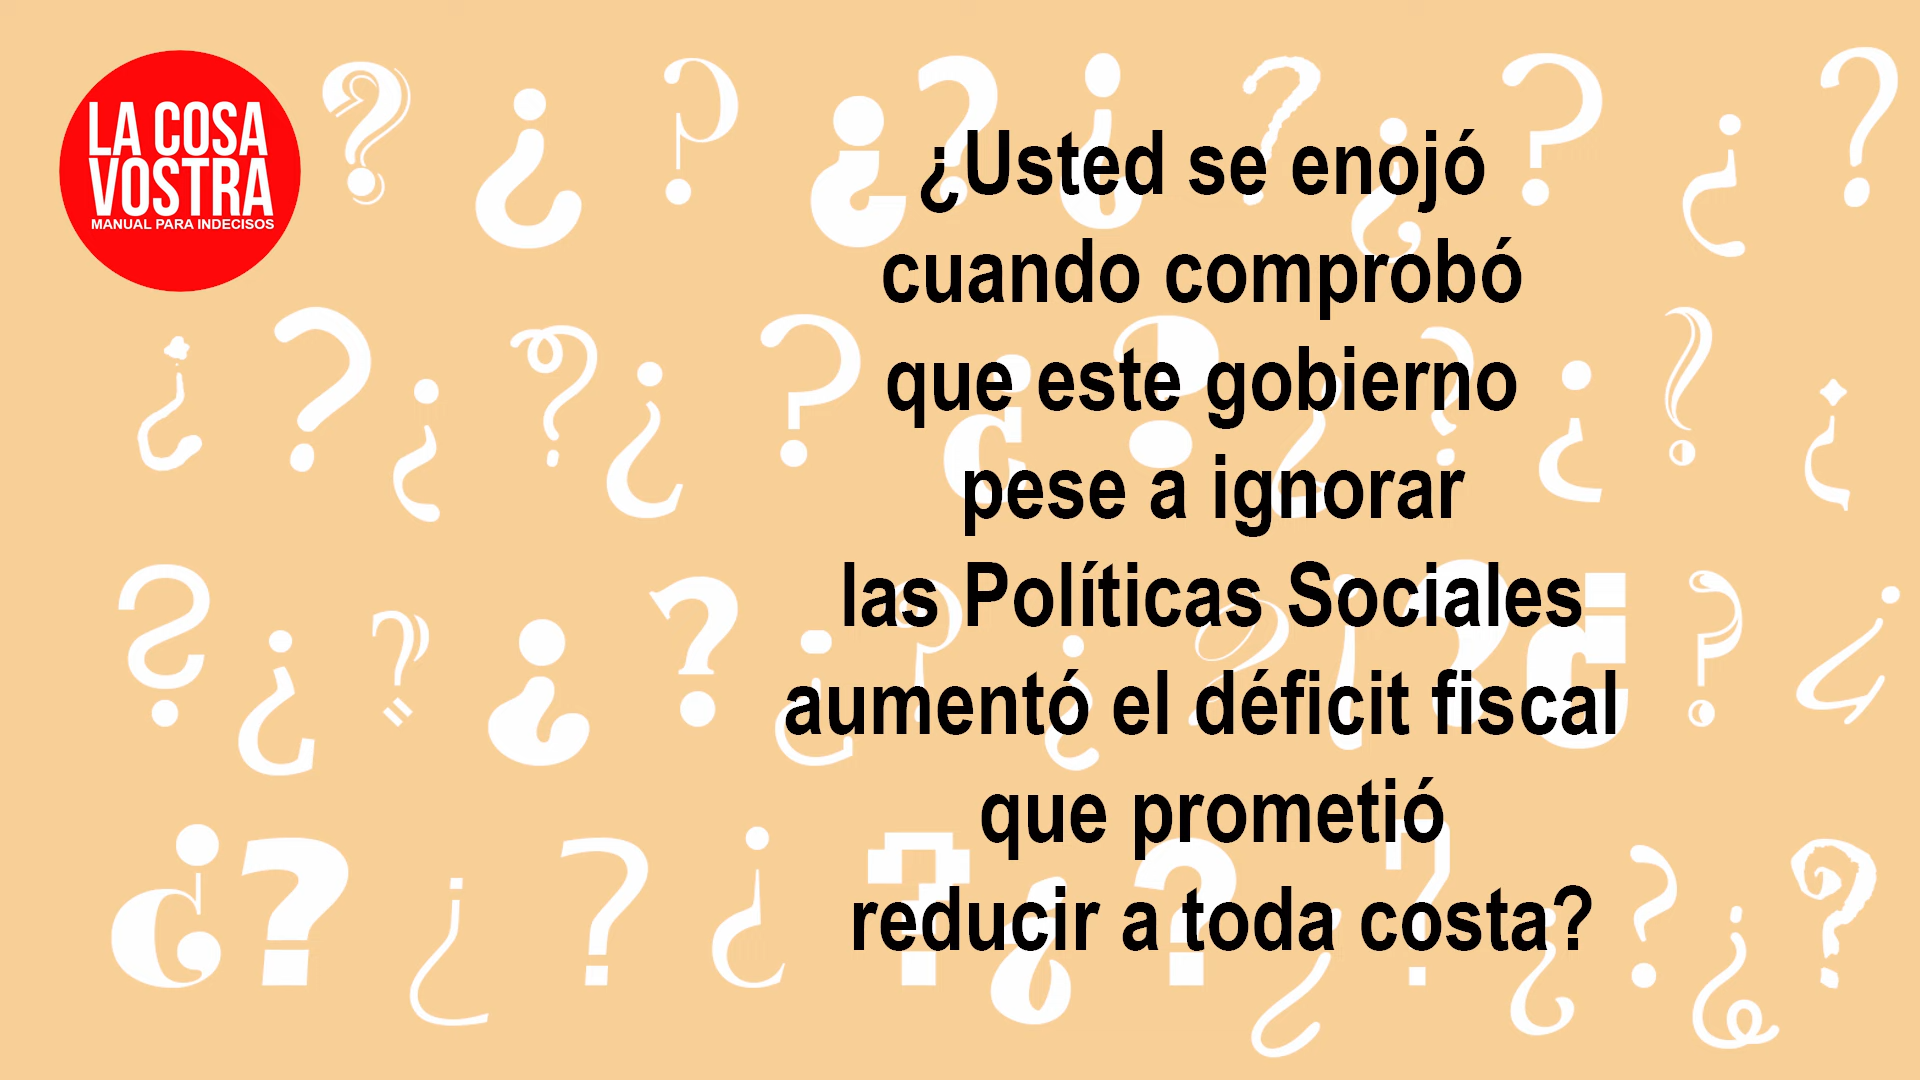 LA COSA
VOSTRA
MANUAL PARA INDECISOS
¿Usted se enojó
cuando comprobó
que este gobierno
pese a ignorar
las Políticas Sociales
aumentó el déficit fiscal
que prometió
reducir a toda costa?